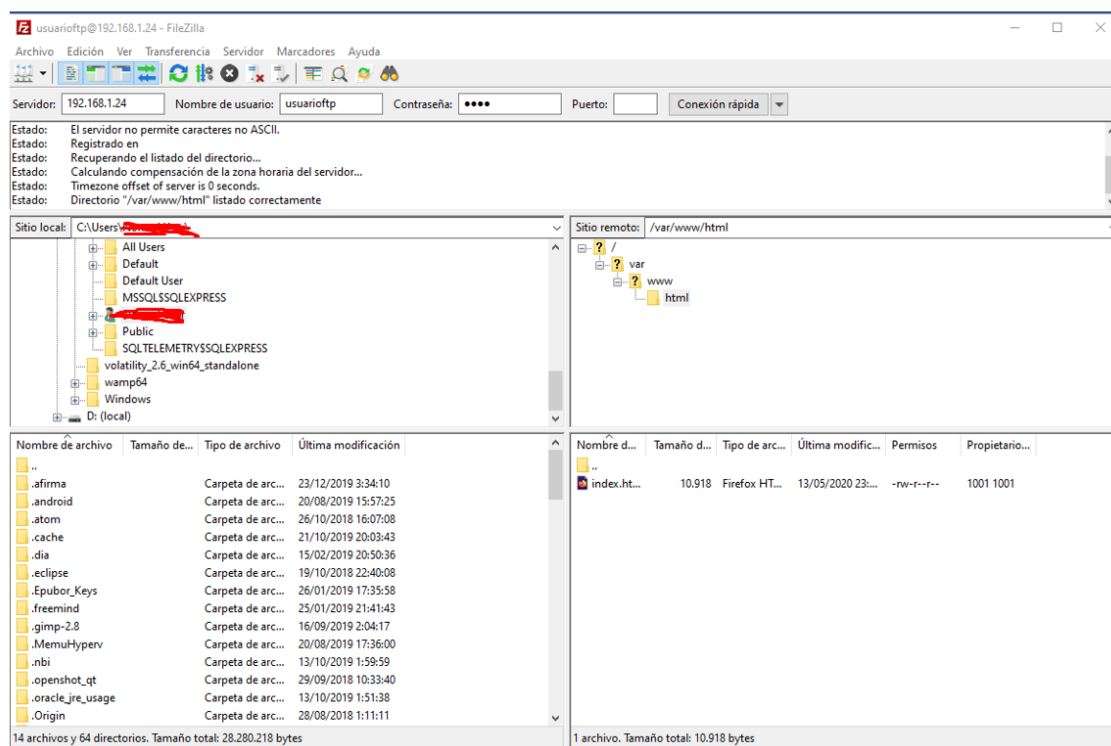 usuarioftp@192.168.1.24 - FileZilla
Archivo Edición Ver Transferencia Servidor Marcadores Ayuda
Servidor: 192.168.1.24 Nombre de usuario: usuarioftp Contraseña: •••• Puerto: Conexión rápida
Estado: El servidor no permite caracteres no ASCII.
Estado: Registrado en
Estado: Recuperando el listado del directorio...
Estado: Calculando compensación de la zona horaria del servidor...
Estado: Timezone offset of server is 0 seconds.
Estado: Directorio "/var/www/html" listado correctamente
Sitio local: C:\Users\
All Users
Default
Default User
MSSQL$SQLEXPRESS
Public
SQLTELEMETRY$SQLEXPRESS
volatility_2.6_win64_standalone
wamp64
Windows
D: (local)
Sitio remoto: /var/www/html
/
var
www
html
Nombre de archivo Tamaño de... Tipo de archivo Última modificación
..
.afirma Carpeta de arc... 23/12/2019 3:34:10
.android Carpeta de arc... 20/08/2019 15:57:25
.atom Carpeta de arc... 26/10/2018 16:07:08
.cache Carpeta de arc... 21/10/2019 20:03:43
.dia Carpeta de arc... 15/02/2019 20:50:36
.eclipse Carpeta de arc... 19/10/2018 22:40:08
.Epubor_Keys Carpeta de arc... 26/01/2019 17:35:58
.freemind Carpeta de arc... 25/01/2019 21:41:43
.gimp-2.8 Carpeta de arc... 16/09/2019 2:04:17
.MemuHyperv Carpeta de arc... 20/08/2019 17:36:00
.nbi Carpeta de arc... 13/10/2019 1:59:59
.openshot_qt Carpeta de arc... 29/09/2018 10:33:40
.oracle_jre_usage Carpeta de arc... 13/10/2019 1:51:38
.Origin Carpeta de arc... 28/08/2018 1:11:11
14 archivos y 64 directorios. Tamaño total: 28.280.218 bytes
Nombre d... Tamaño d... Tipo de arc... Última modific... Permisos Propietario...
..
index.ht... 10.918 Firefox HT... 13/05/2020 23:... -rw-r--r-- 1001 1001
1 archivo. Tamaño total: 10.918 bytes